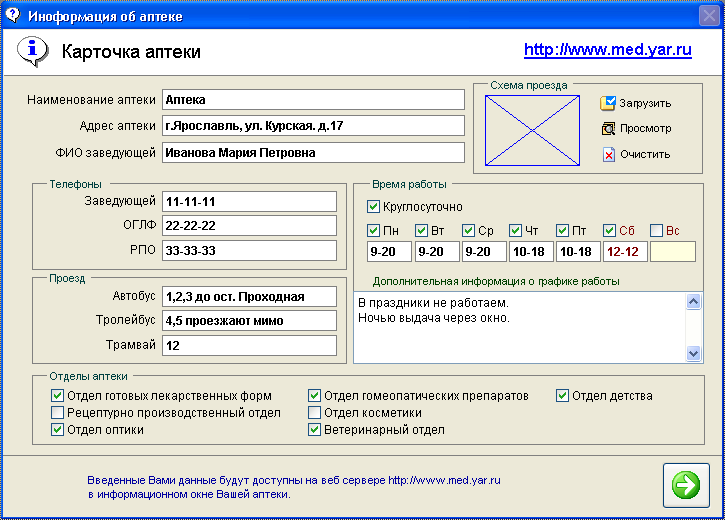 Иноформация об аптеке
Карточка аптеки
http://www.med.yar.ru
Наименование аптеки Аптека
Адрес аптеки г.Ярославль, ул. Курская. д.17
ФИО заведующей Иванова Мария Петровна
Схема проезда
Загрузить
Просмотр
Очистить
Телефоны
Заведующей 11-11-11
ОГЛФ 22-22-22
РПО 33-33-33
Время работы
Круглосуточно
Пн Вт Ср Чт Пт Сб Вс
9-20 9-20 9-20 10-18 10-18 12-12
Дополнительная информация о графике работы
В праздники не работаем.
Ночью выдача через окно.
Проезд
Автобус 1,2,3 до ост. Проходная
Тролейбус 4,5 проезжают мимо
Трамвай 12
Отделы аптеки
Отдел готовых лекарственных форм Отдел гомеопатических препаратов Отдел детства
Рецептурно производственный отдел Отдел косметики
Отдел оптики Ветеринарный отдел
Введенные Вами данные будут доступны на веб сервере http://www.med.yar.ru
в информационном окне Вашей аптеки.